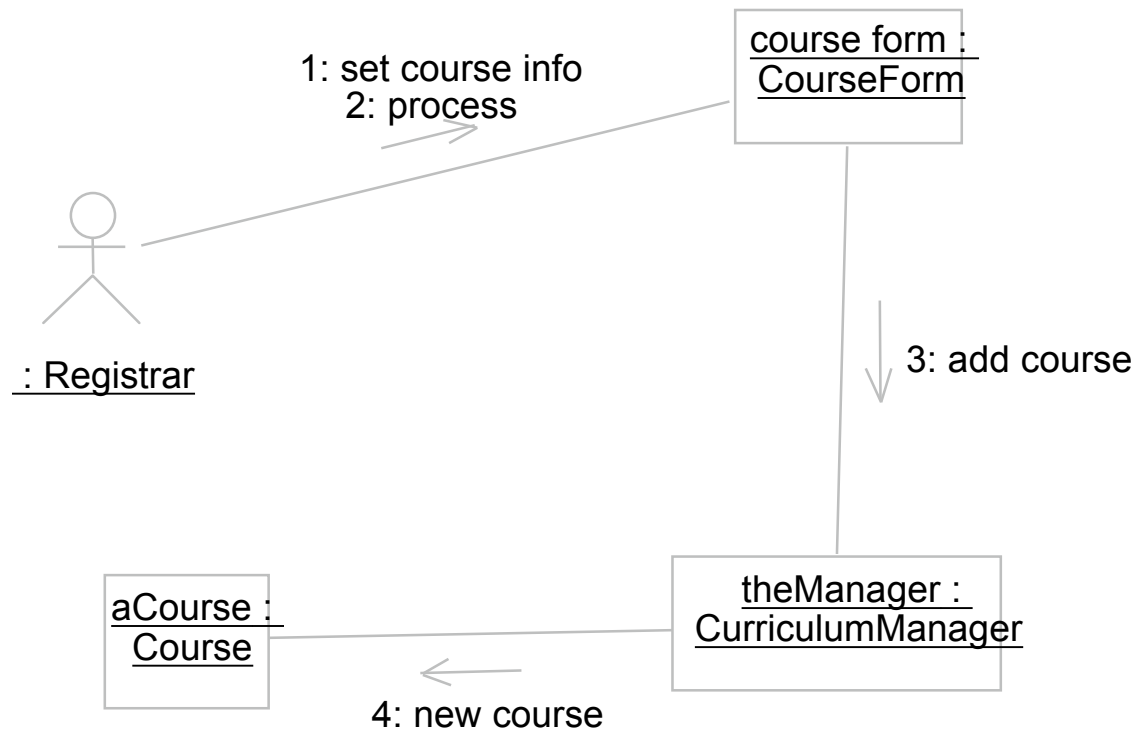 course form :
CourseForm
1: set course info
2: process
: Registrar
3: add course
theManager :
CurriculumManager
aCourse :
Course
4: new course